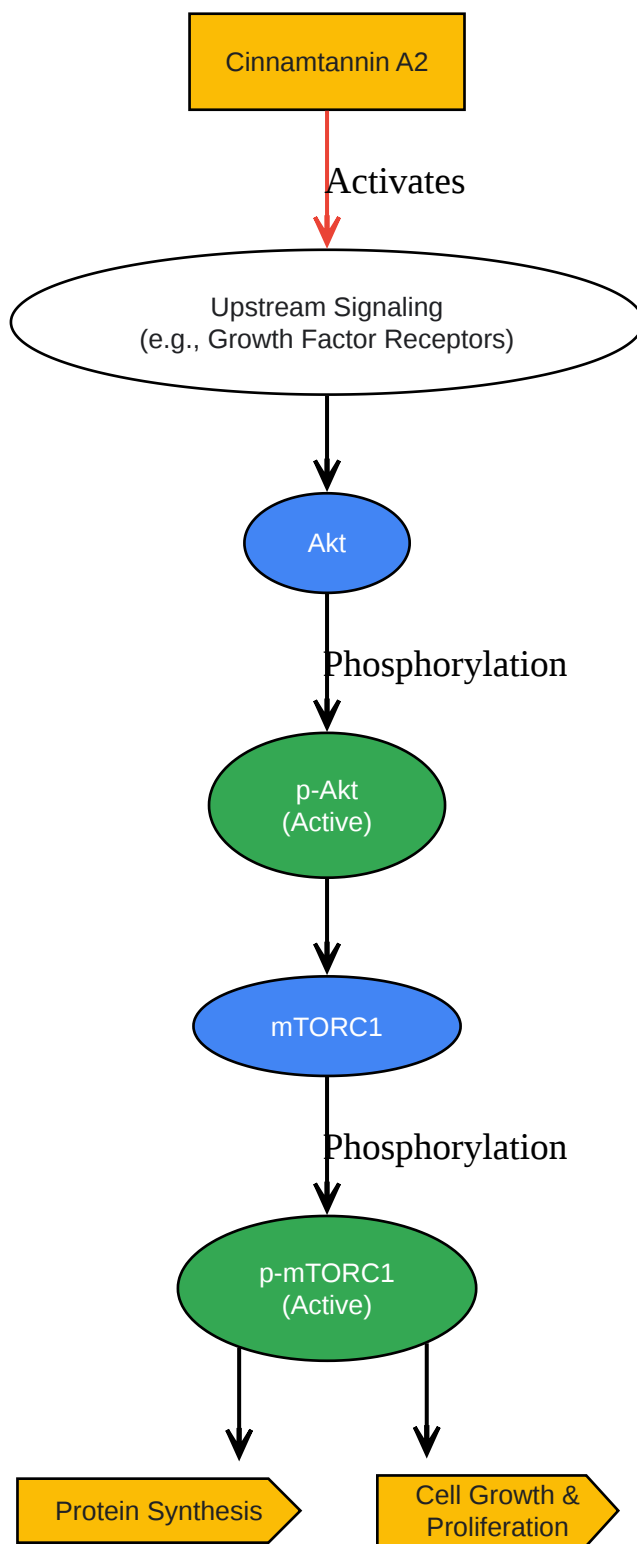 Cinnamtannin A2
Activates
Upstream Signaling
(e.g., Growth Factor Receptors)
Akt
Phosphorylation
p-Akt
(Active)
mTORC1
Phosphorylation
p-mTORC1
(Active)
Protein Synthesis
Cell Growth &
Proliferation